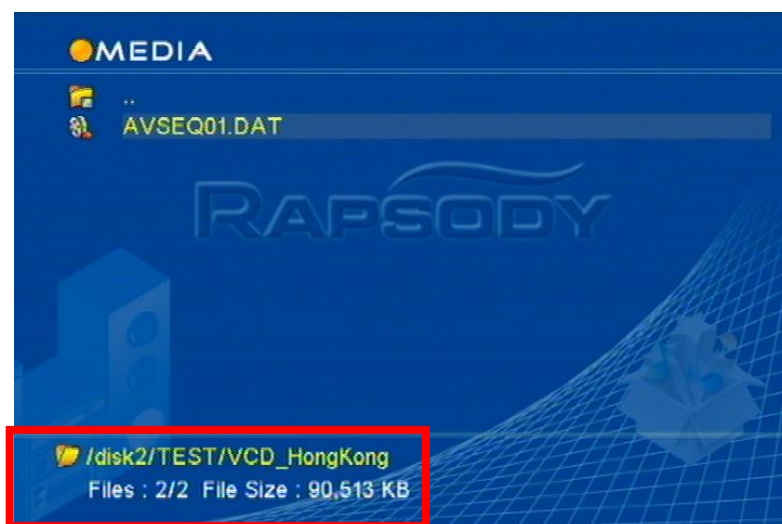 MEDIA
..
AVSEQ01.DAT
RAPSODY
/disk2/TEST/VCD_HongKong
Files : 2/2 File Size : 90,513 KB